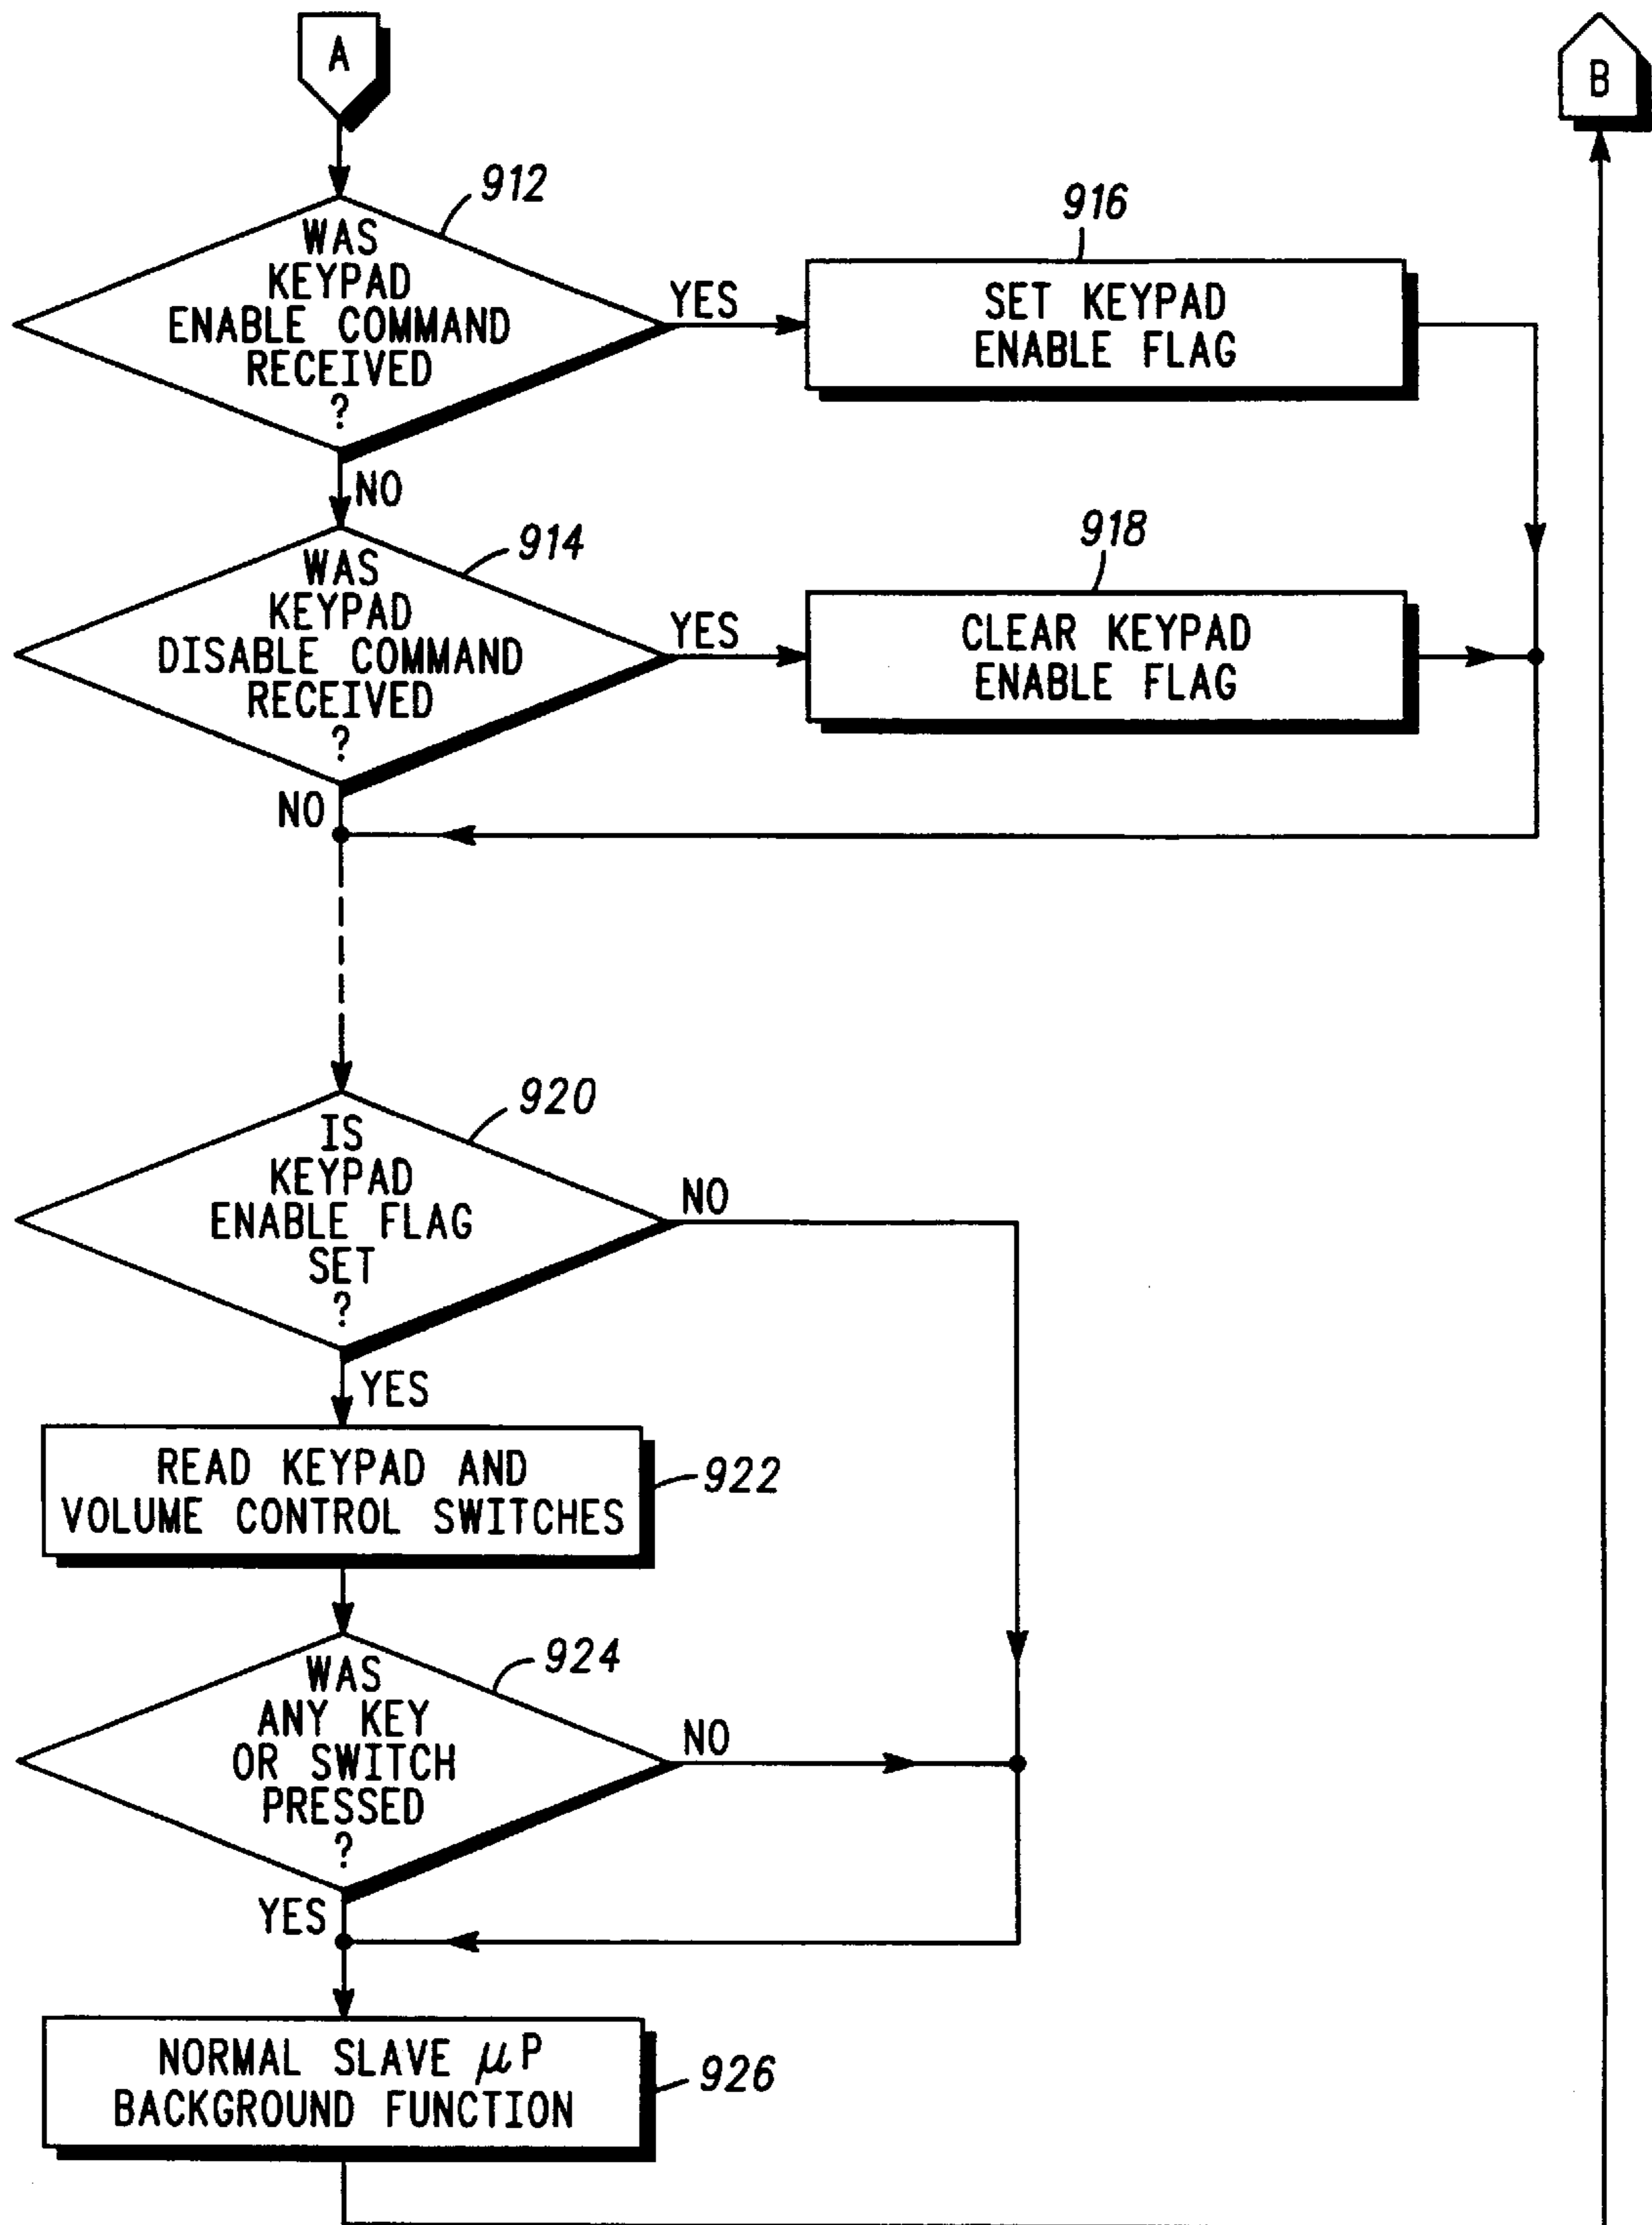 A
B
912
WAS
KEYPAD
ENABLE COMMAND
RECEIVED
?
YES
916
SET KEYPAD
ENABLE FLAG
NO
914
WAS
KEYPAD
DISABLE COMMAND
RECEIVED
?
YES
918
CLEAR KEYPAD
ENABLE FLAG
NO
920
IS
KEYPAD
ENABLE FLAG
SET
?
NO
YES
READ KEYPAD AND
VOLUME CONTROL SWITCHES
922
924
WAS
ANY KEY
OR SWITCH
PRESSED
?
NO
YES
NORMAL SLAVE μP
BACKGROUND FUNCTION
926